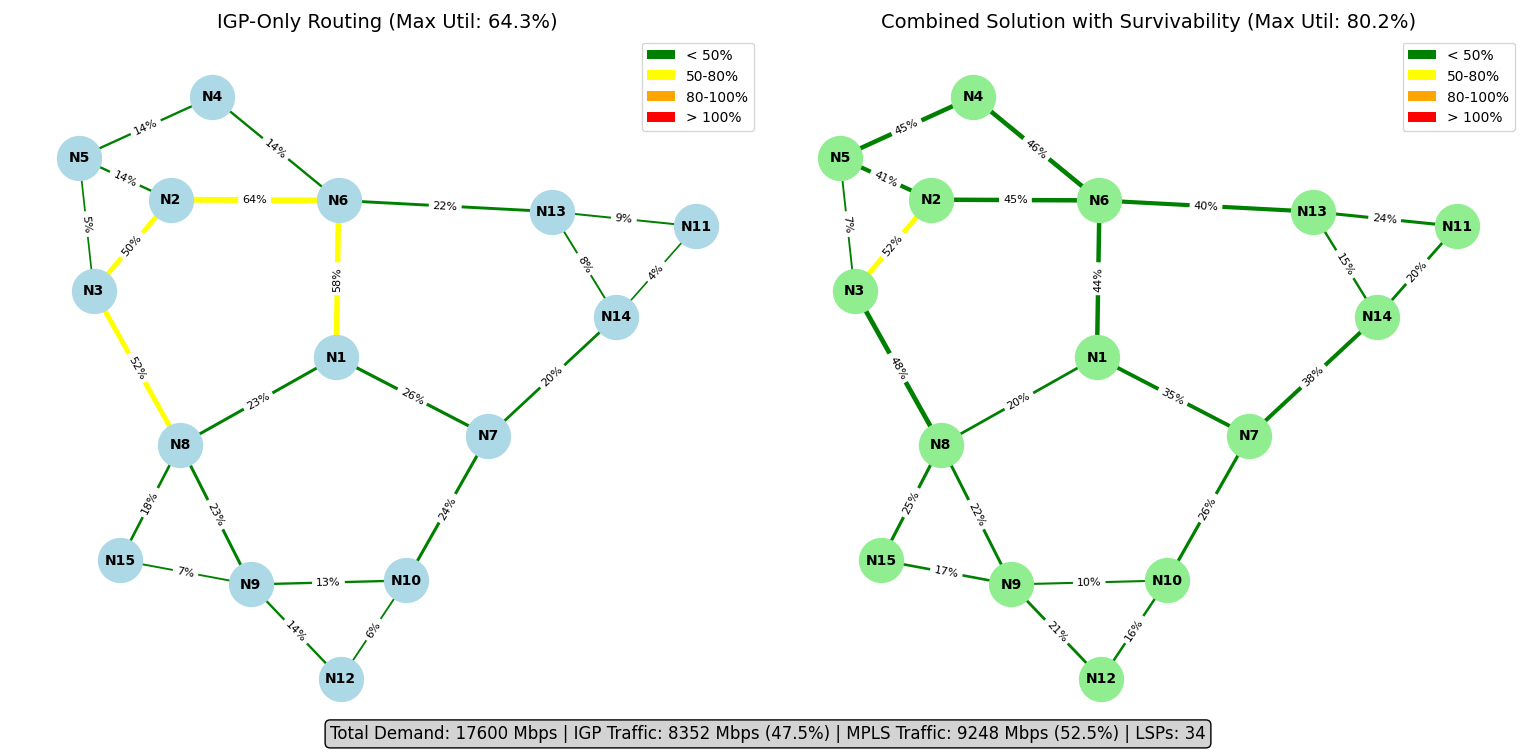 IGP-Only Routing (Max Util: 64.3%)
< 50%
50-80%
80-100%
> 100%
N4
14%
14%
N5
14%
N2
64%
N6
22%
N13
9%
N11
5%
50%
8%
4%
N3
58%
N14
52%
N1
20%
23%
26%
N8
N7
18%
23%
24%
N15
7%
N9
13%
N10
14%
6%
N12
Combined Solution with Survivability (Max Util: 80.2%)
< 50%
50-80%
80-100%
> 100%
N4
45%
46%
N5
41%
N2
45%
N6
40%
N13
24%
N11
7%
52%
15%
20%
N3
44%
N14
48%
N1
38%
20%
35%
N8
N7
25%
22%
26%
N15
17%
N9
10%
N10
21%
16%
N12
Total Demand: 17600 Mbps | IGP Traffic: 8352 Mbps (47.5%) | MPLS Traffic: 9248 Mbps (52.5%) | LSPs: 34